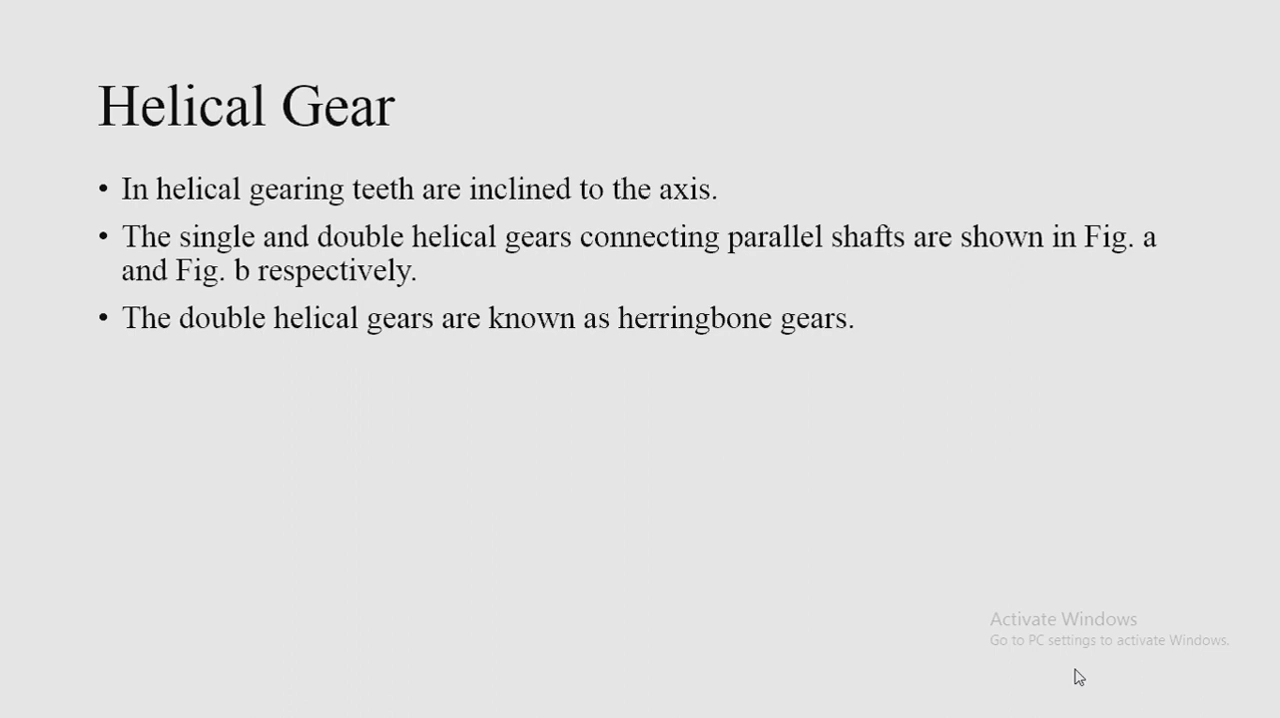 Helical Gear
• In helical gearing teeth are inclined to the axis.
• The single and double helical gears connecting parallel shafts are shown in Fig. a
and Fig. b respectively.
• The double helical gears are known as herringbone gears.
Activate Windows
Go to PC settings to activate Windows.